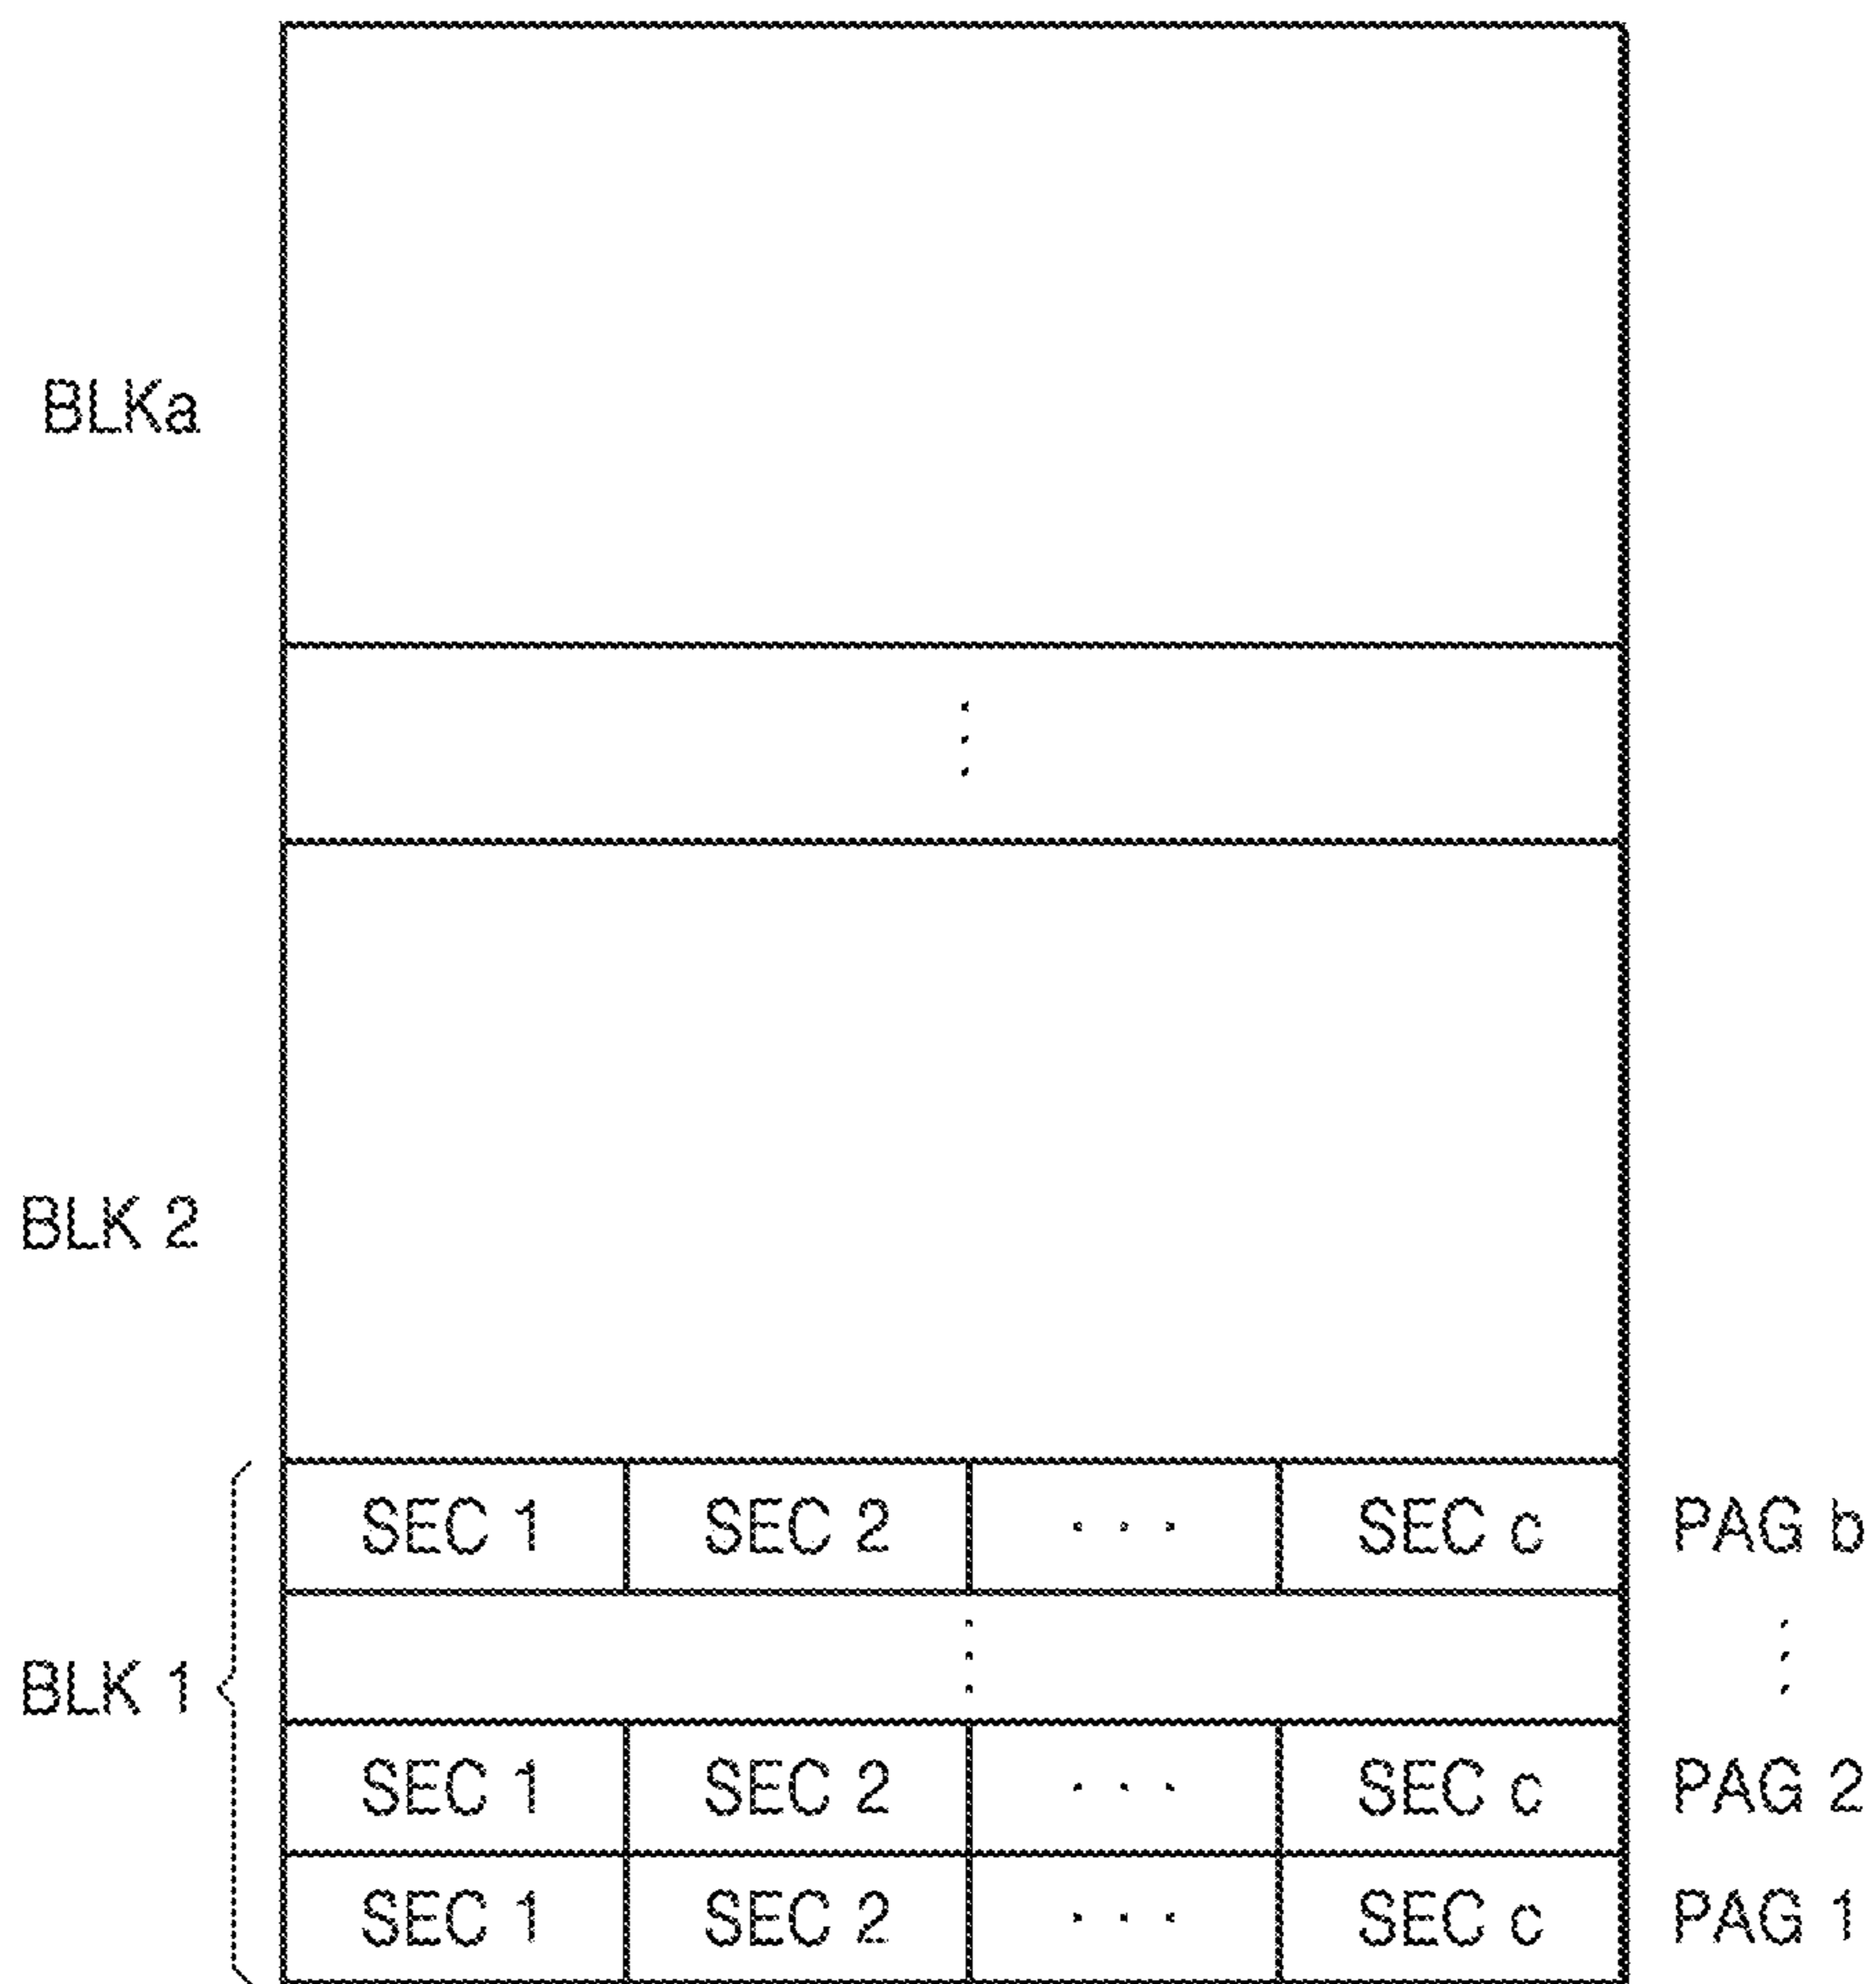 BLKa
⋮
BLK 2
SEC 1 SEC 2 ... SEC c PAG b
BLK 1 ⋮ ⋮
SEC 1 SEC 2 ... SEC c PAG 2
SEC 1 SEC 2 ... SEC c PAG 1